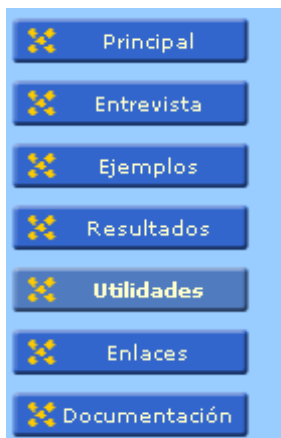 Principal
Entrevista
Ejemplos
Resultados
Utilidades
Enlaces
Documentación